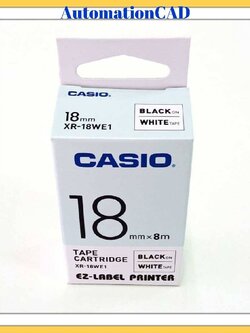 AutomationCAD
18mm
XR-18WE1
BLACK ON
WHITE TAPE
CASIO
18 mm×8m
TAPE
CARTRIDGE
XR-18WE1
BLACK ON
WHITE TAPE
EZ-LABEL PRINTER